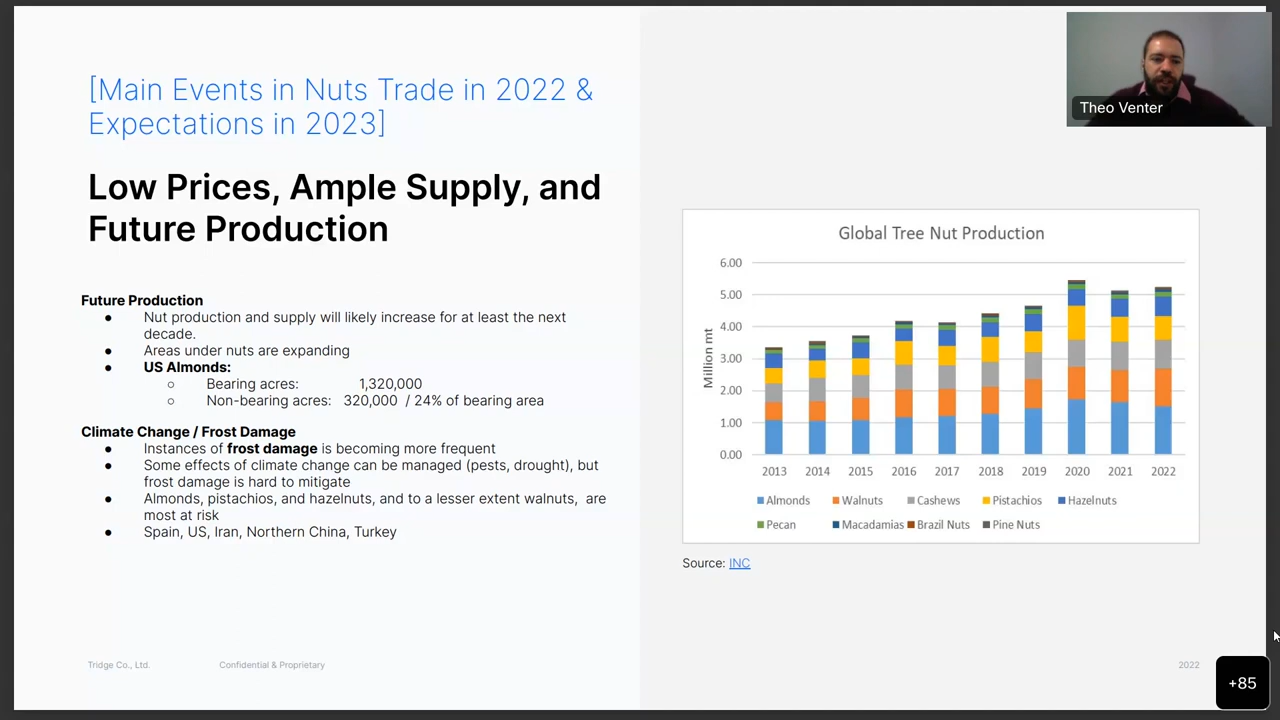 [Main Events in Nuts Trade in 2022 &
Expectations in 2023]
Low Prices, Ample Supply, and
Future Production
Future Production
● Nut production and supply will likely increase for at least the next
decade.
● Areas under nuts are expanding
● US Almonds:
○ Bearing acres: 1,320,000
○ Non-bearing acres: 320,000 / 24% of bearing area
Climate Change / Frost Damage
● Instances of frost damage is becoming more frequent
● Some effects of climate change can be managed (pests, drought), but
frost damage is hard to mitigate
● Almonds, pistachios, and hazelnuts, and to a lesser extent walnuts, are
most at risk
● Spain, US, Iran, Northern China, Turkey
Theo Venter
Global Tree Nut Production
Million mt
6.00
5.00
4.00
3.00
2.00
1.00
0.00
2013 2014 2015 2016 2017 2018 2019 2020 2021 2022
Almonds Walnuts Cashews Pistachios Hazelnuts
Pecan Macadamias Brazil Nuts Pine Nuts
Source: INC
Tridge Co., Ltd. Confidential & Proprietary 2022
+85